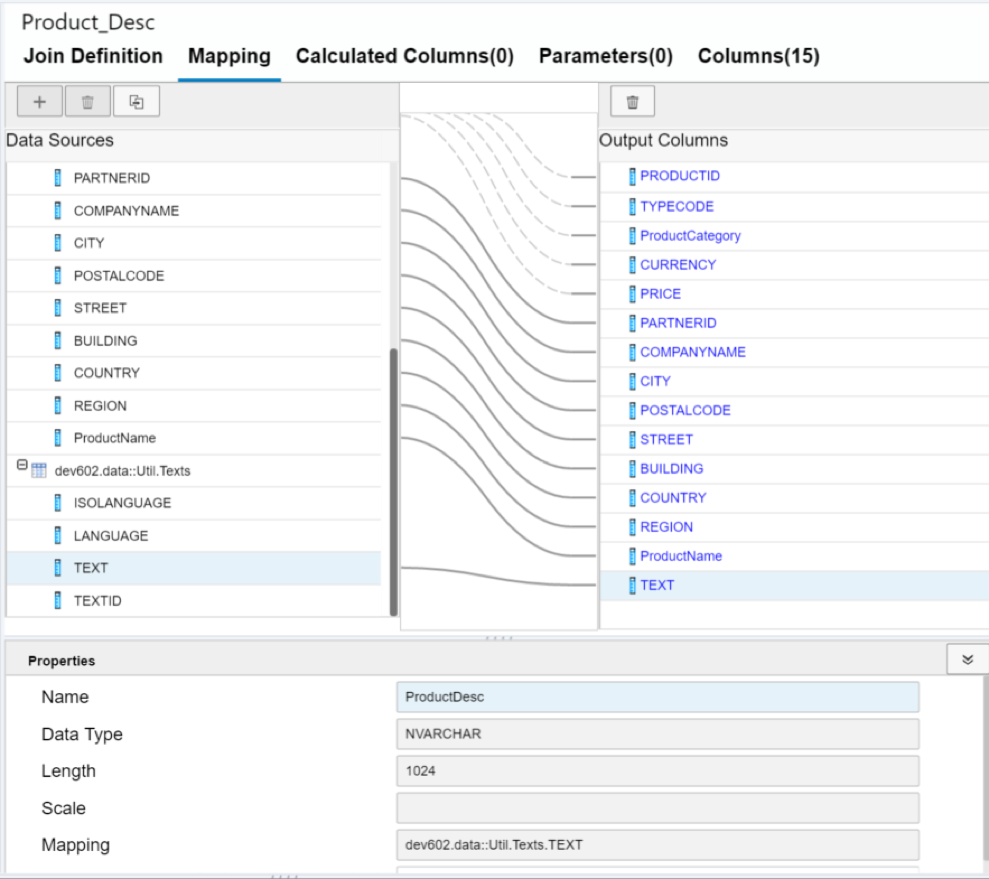 Product_Desc
Join Definition Mapping Calculated Columns(0) Parameters(0) Columns(15)
Data Sources
PARTNERID
COMPANYNAME
CITY
POSTALCODE
STREET
BUILDING
COUNTRY
REGION
ProductName
dev602.data::Util.Texts
ISOLANGUAGE
LANGUAGE
TEXT
TEXTID
Output Columns
PRODUCTID
TYPECODE
ProductCategory
CURRENCY
PRICE
PARTNERID
COMPANYNAME
CITY
POSTALCODE
STREET
BUILDING
COUNTRY
REGION
ProductName
TEXT
Properties
Name ProductDesc
Data Type NVARCHAR
Length 1024
Scale
Mapping dev602.data::Util.Texts.TEXT